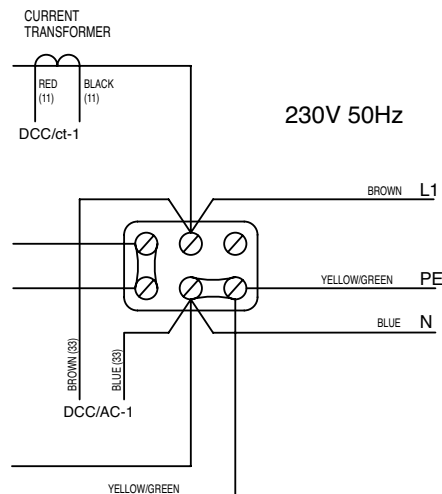 CURRENT
TRANSFORMER
RED
(11)
BLACK
(11)
DCC/ct-1
230V 50Hz
BROWN
L1
YELLOW/GREEN
PE
BLUE
N
BROWN (33)
BLUE (33)
DCC/AC-1
YELLOW/GREEN